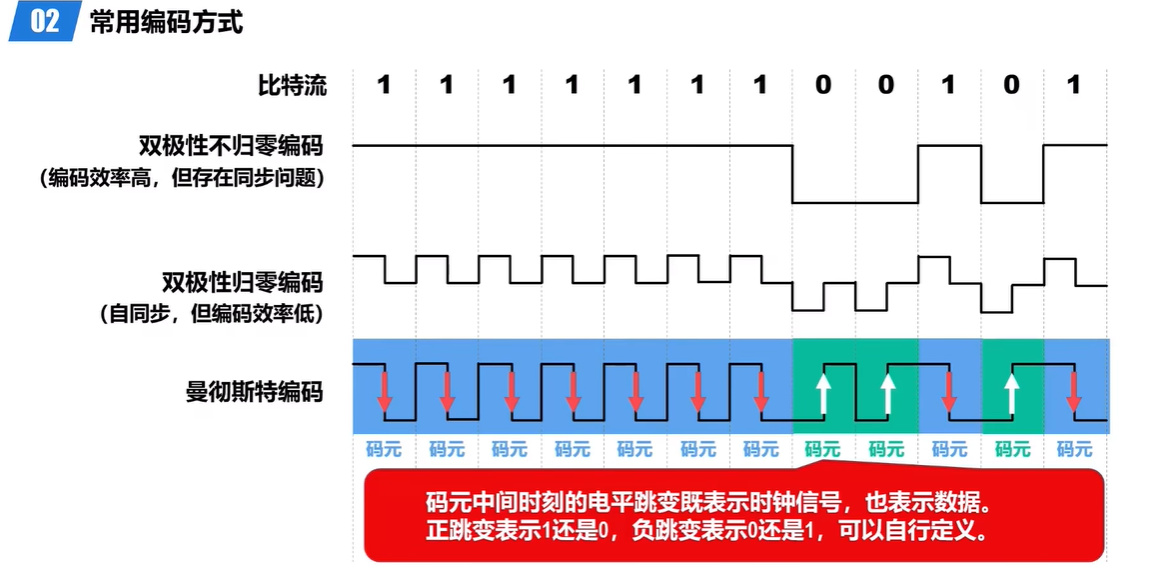 02 常用编码方式
比特流 1 1 1 1 1 1 1 0 0 1 0 1
双极性不归零编码
（编码效率高，但存在同步问题）
双极性归零编码
（自同步，但编码效率低）
曼彻斯特编码
码元 码元 码元 码元 码元 码元 码元 码元 码元 码元 码元 码元
码元中间时刻的电平跳变既表示时钟信号，也表示数据。
正跳变表示1还是0，负跳变表示0还是1，可以自行定义。